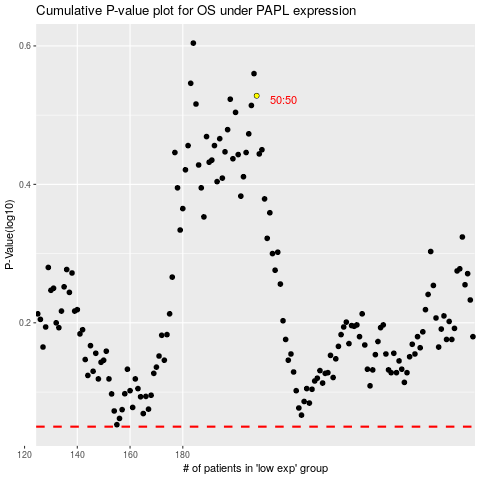 Cumulative P-value plot for OS under PAPL expression
P-Value(log10)
0.6
0.4
0.2
50:50
120 140 160 180
# of patients in 'low exp' group